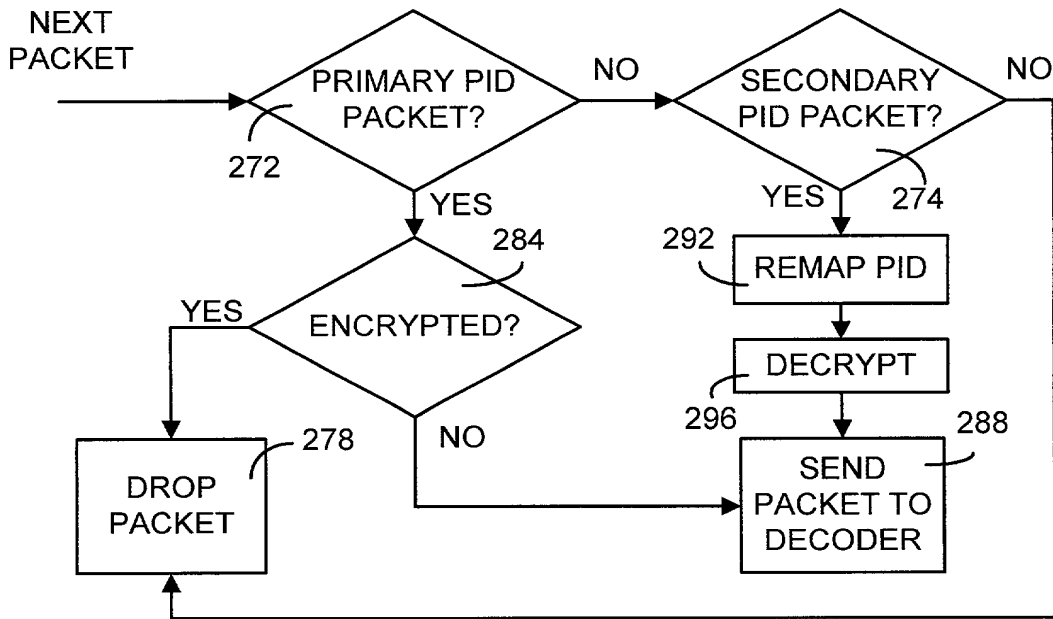 NEXT
PACKET
PRIMARY PID
PACKET?
272
NO
SECONDARY
PID PACKET?
274
NO
YES
YES
284
292
REMAP PID
YES
ENCRYPTED?
DECRYPT
296
NO
278
DROP
PACKET
288
SEND
PACKET TO
DECODER